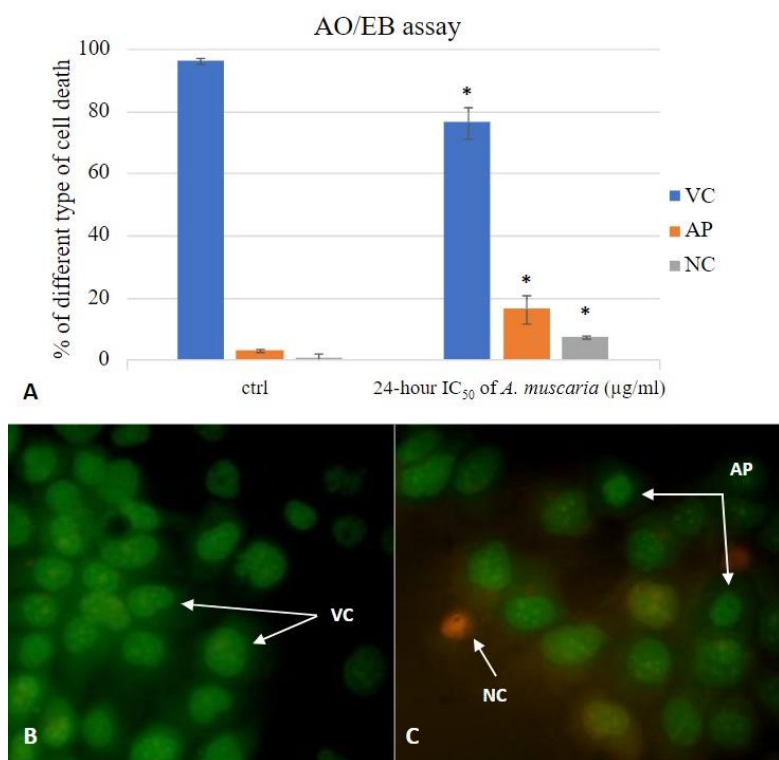 AO/EB assay
% of different type of cell death
100
80
60
40
20
0
*
*
*
VC
AP
NC
ctrl
24-hour IC₅₀ of A. muscaria (µg/ml)
A
VC
B
AP
NC
C